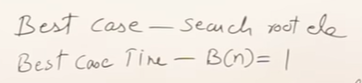 Best case — Search root ele
Best Case Time — B(n) = 1